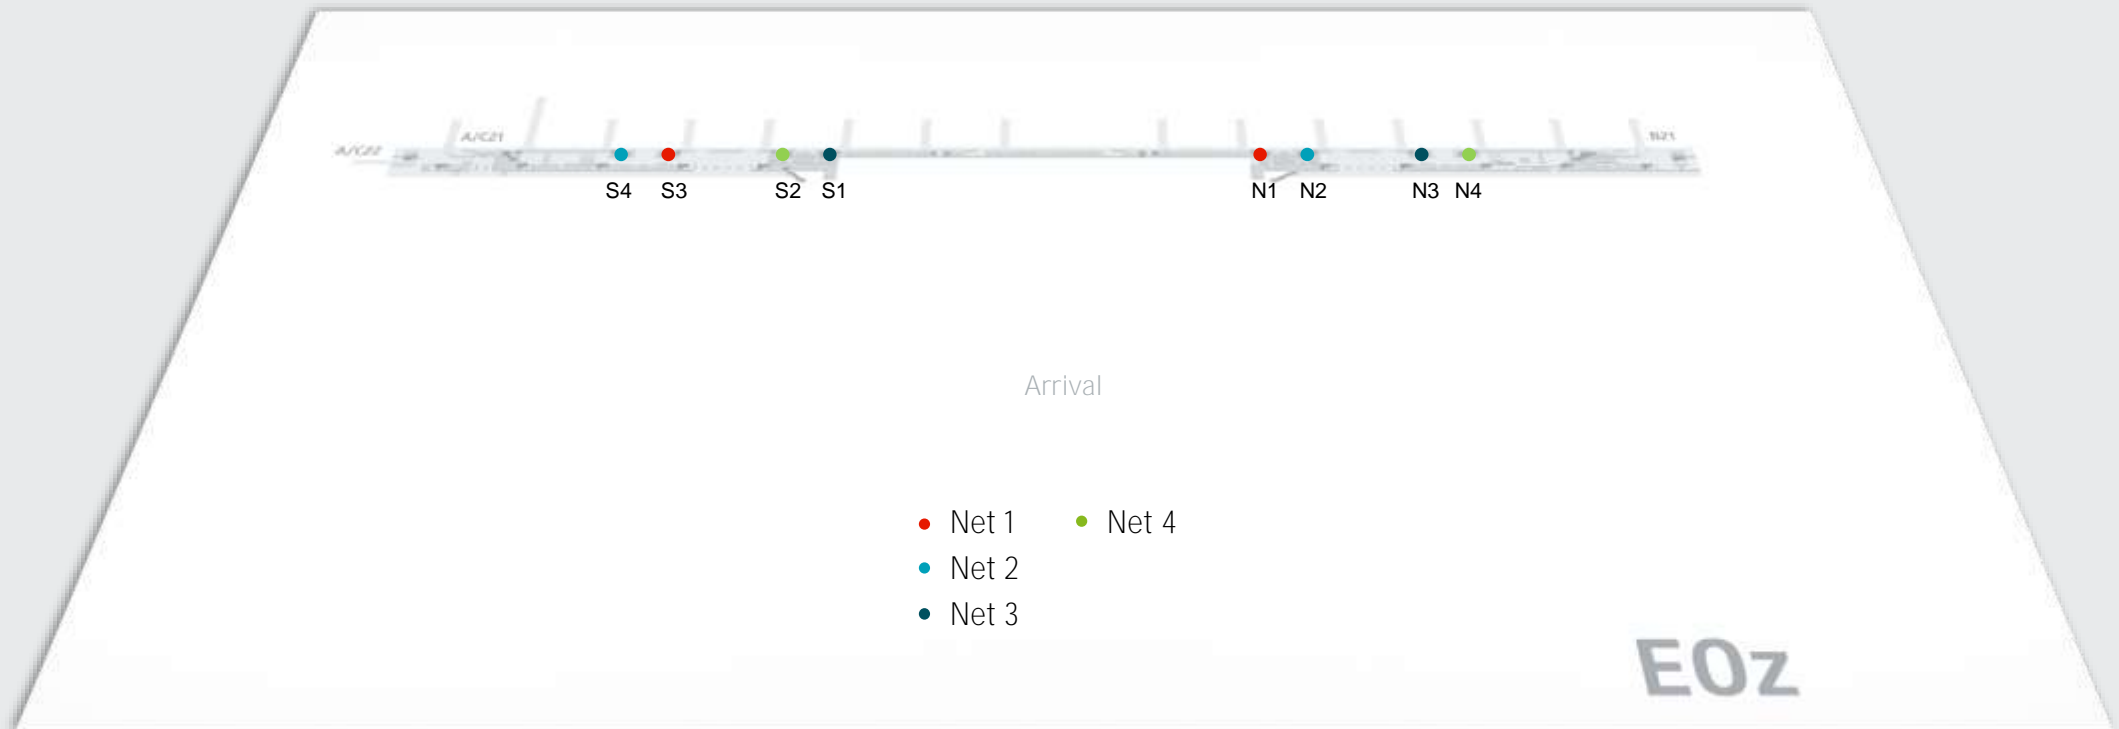 A/C21
B21
A/C22
S4 S3 S2 S1 N1 N2 N3 N4
Arrival
Net 1 Net 4
Net 2
Net 3
E0z